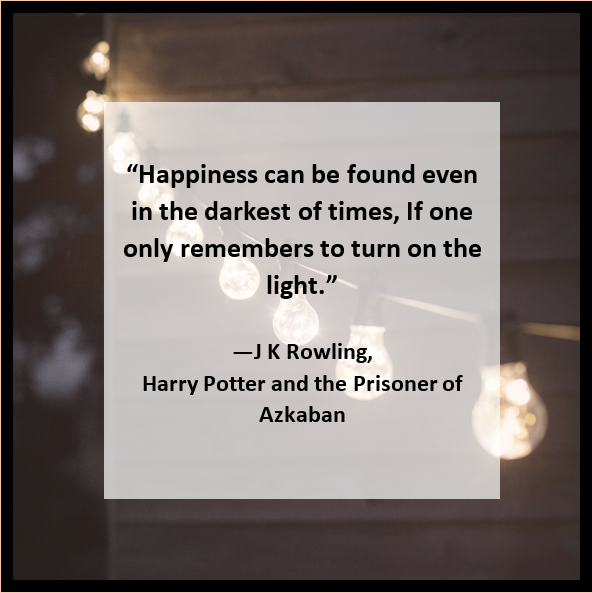 “Happiness can be found even
in the darkest of times, If one
only remembers to turn on the
light.”
—J K Rowling,
Harry Potter and the Prisoner of
Azkaban